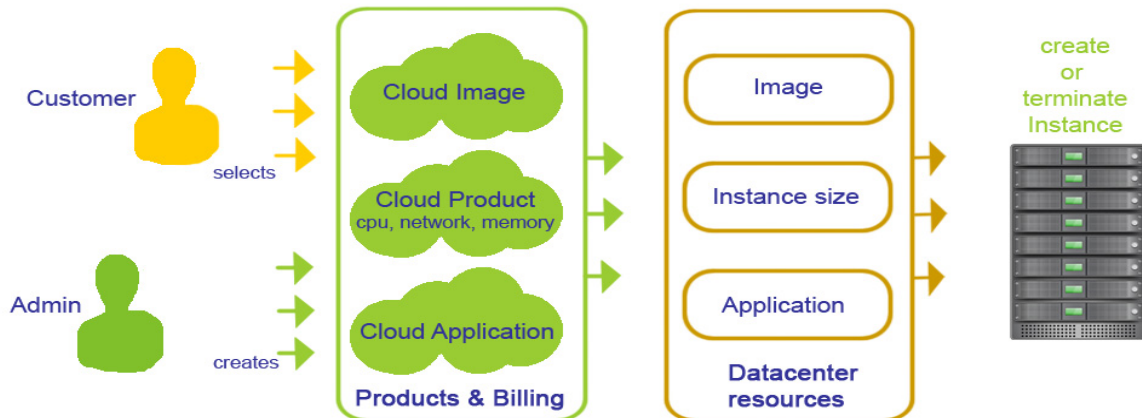 Customer
selects
Admin
creates
Cloud Image
Cloud Product
cpu, network, memory
Cloud Application
Products & Billing
Image
Instance size
Application
Datacenter
resources
create
or
terminate
Instance